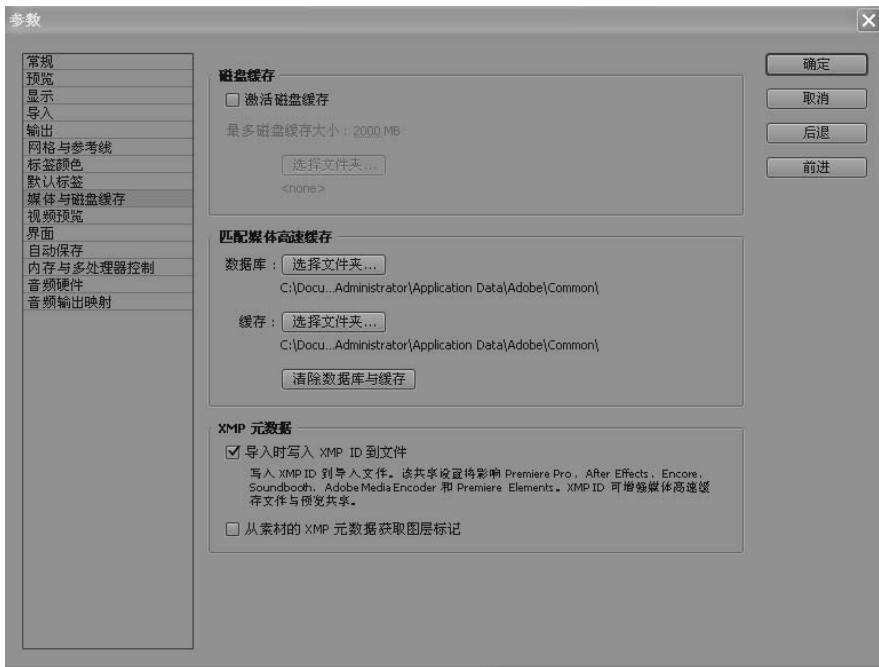 参数
常规
预览
显示
导入
输出
网格与参考线
标签颜色
默认标签
媒体与磁盘缓存
视频预览
界面
自动保存
内存与多处理器控制
音频硬件
音频输出映射
磁盘缓存
激活磁盘缓存
最多磁盘缓存大小：2000 MB
选择文件夹...
<none>
匹配媒体高速缓存
数据库：选择文件夹...
C:\Docu...Administrator\Application Data\Adobe\Common\
缓存：选择文件夹...
C:\Docu...Administrator\Application Data\Adobe\Common\
清除数据库与缓存
XMP 元数据
导入时写入 XMP ID 到文件
写入 XMP ID 到导入文件。该共享设置将影响 Premiere Pro，After Effects，Encore，
Soundbooth，Adobe Media Encoder 和 Premiere Elements。XMP ID 可增强媒体高速缓
存文件与预览共享。
从素材的 XMP 元数据获取图层标记
确定
取消
后退
前进